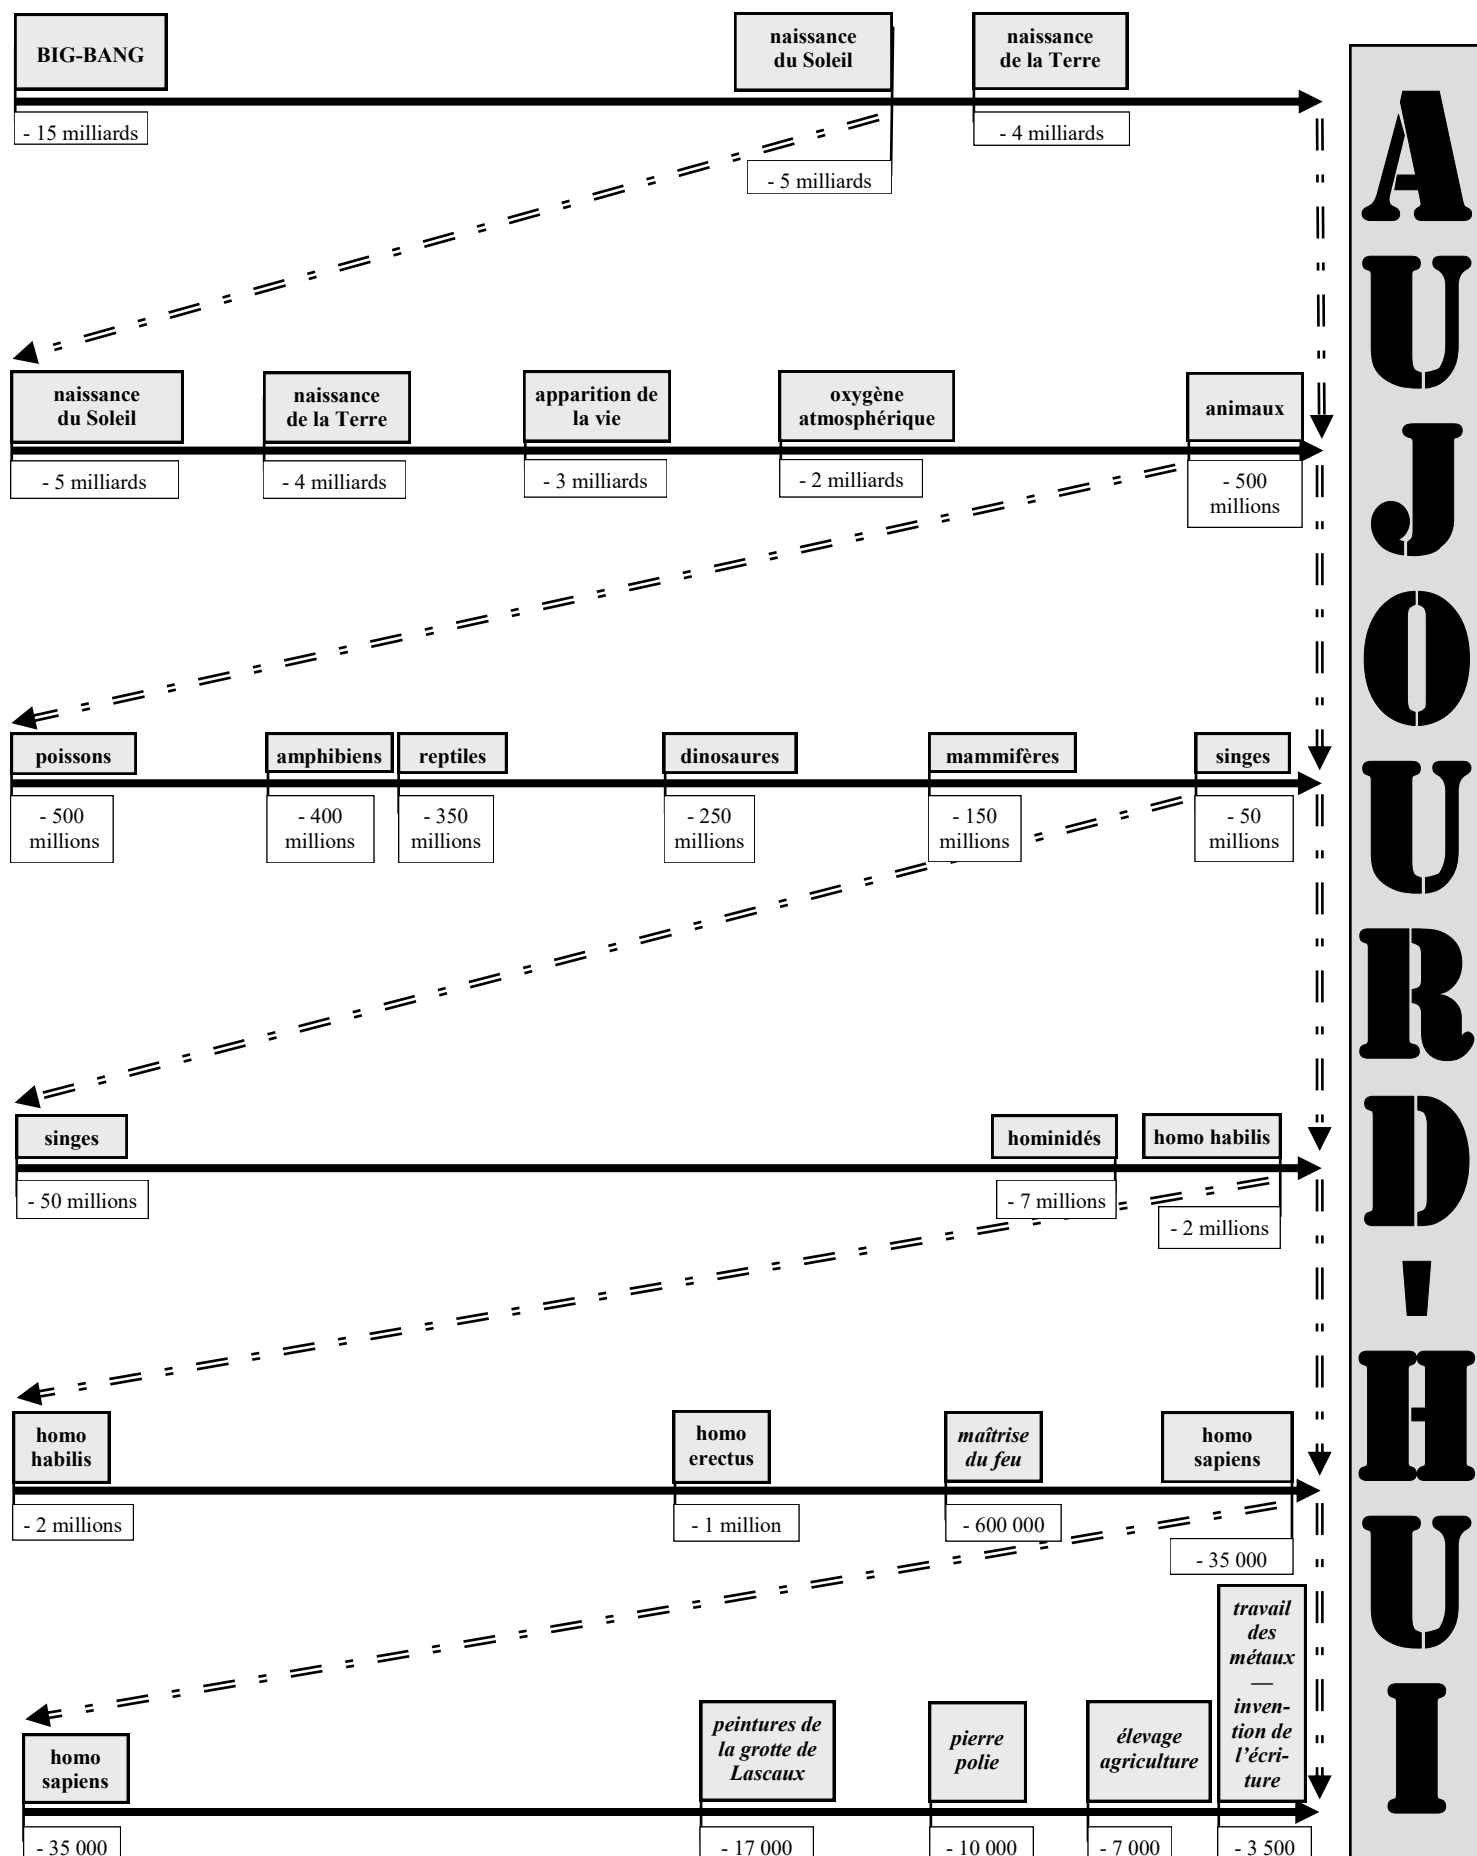 BIG-BANG
naissance
du Soleil
naissance
de la Terre
- 15 milliards
- 5 milliards
- 4 milliards
naissance
du Soleil
naissance
de la Terre
apparition de
la vie
oxygène
atmosphérique
animaux
- 5 milliards
- 4 milliards
- 3 milliards
- 2 milliards
- 500
millions
poissons
amphibiens
reptiles
dinosaures
mammifères
singes
- 500
millions
- 400
millions
- 350
millions
- 250
millions
- 150
millions
- 50
millions
singes
hominidés
homo habilis
- 50 millions
- 7 millions
- 2 millions
homo
habilis
homo
erectus
maîtrise
du feu
homo
sapiens
- 2 millions
- 1 million
- 600 000
- 35 000
homo
sapiens
peintures de
la grotte de
Lascaux
pierre
polie
élevage
agriculture
travail
des
métaux
—
inven-
tion de
l’écri-
ture
- 35 000
- 17 000
- 10 000
- 7 000
- 3 500
AUJOURD'HUI